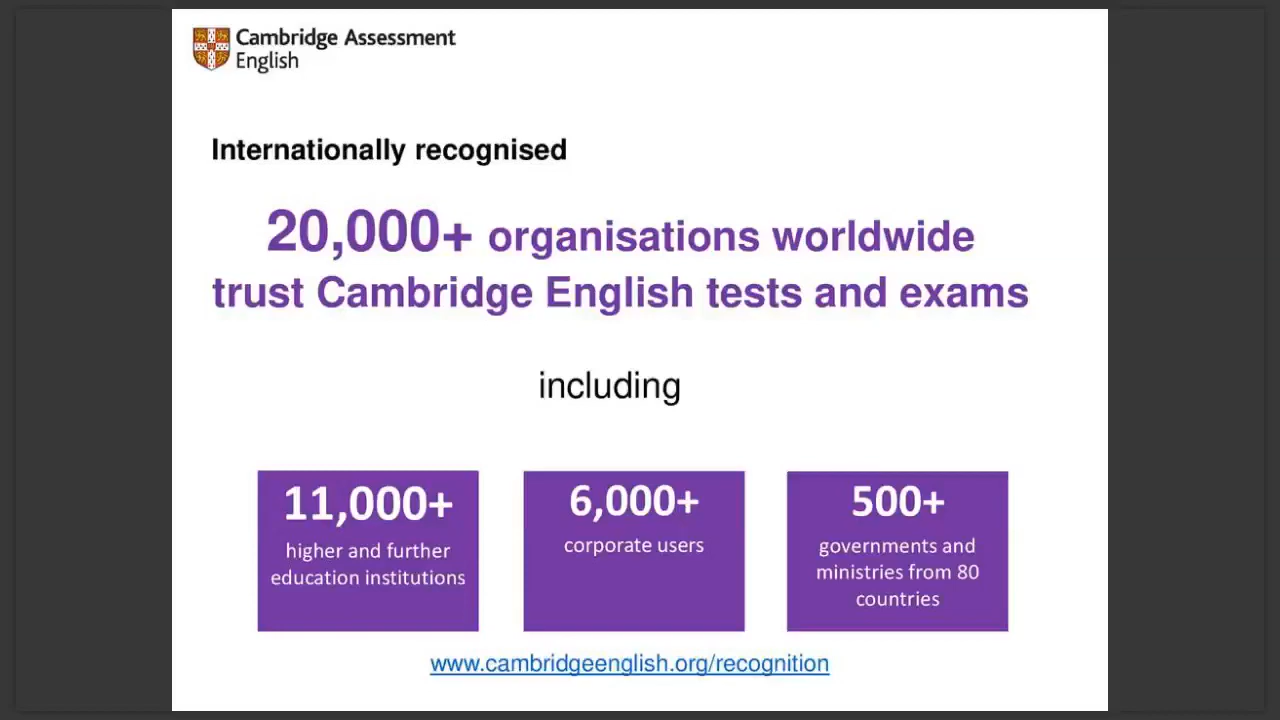 Cambridge Assessment
English
Internationally recognised
20,000+ organisations worldwide
trust Cambridge English tests and exams
including
11,000+
higher and further
education institutions
6,000+
corporate users
500+
governments and
ministries from 80
countries
www.cambridgeenglish.org/recognition